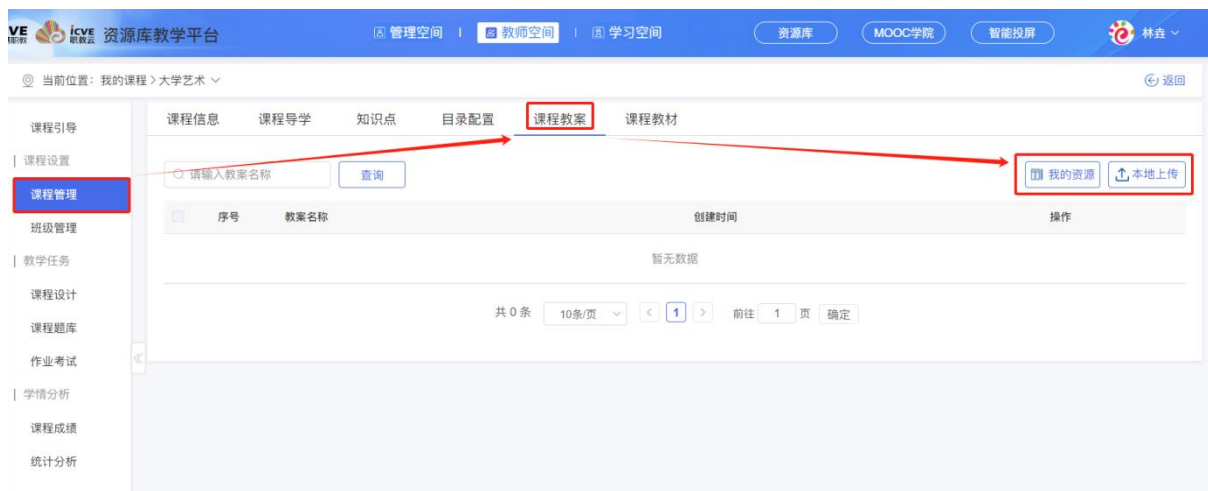 VE icve 资源库教学平台 管理空间 教师空间 学习空间 资源库 MOOC学院 智能投屏 林垚
职教云
当前位置：我的课程>大学艺术 返回
课程引导 课程信息 课程导学 知识点 目录配置 课程教案 课程教材
课程设置
请输入教案名称 查询 我的资源 本地上传
课程管理
序号 教案名称 创建时间 操作
班级管理
教学任务 暂无数据
课程设计
共 0 条 10条/页 < 1 > 前往 1 页 确定
课程题库
作业考试
学情分析
课程成绩
统计分析